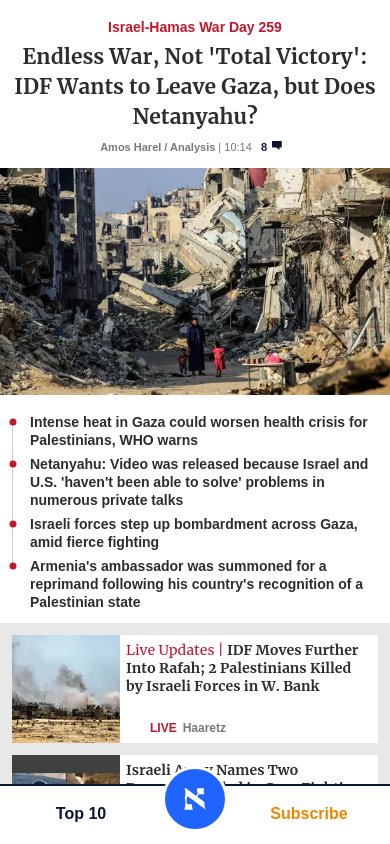 Israel-Hamas War Day 259
Endless War, Not 'Total Victory':
IDF Wants to Leave Gaza, but Does
Netanyahu?
Amos Harel / Analysis | 10:14 8
Intense heat in Gaza could worsen health crisis for
Palestinians, WHO warns
Netanyahu: Video was released because Israel and
U.S. 'haven't been able to solve' problems in
numerous private talks
Israeli forces step up bombardment across Gaza,
amid fierce fighting
Armenia's ambassador was summoned for a
reprimand following his country's recognition of a
Palestinian state
Live Updates | IDF Moves Further
Into Rafah; 2 Palestinians Killed
by Israeli Forces in W. Bank
LIVE Haaretz
Israeli Names Two
Top 10
Subscribe